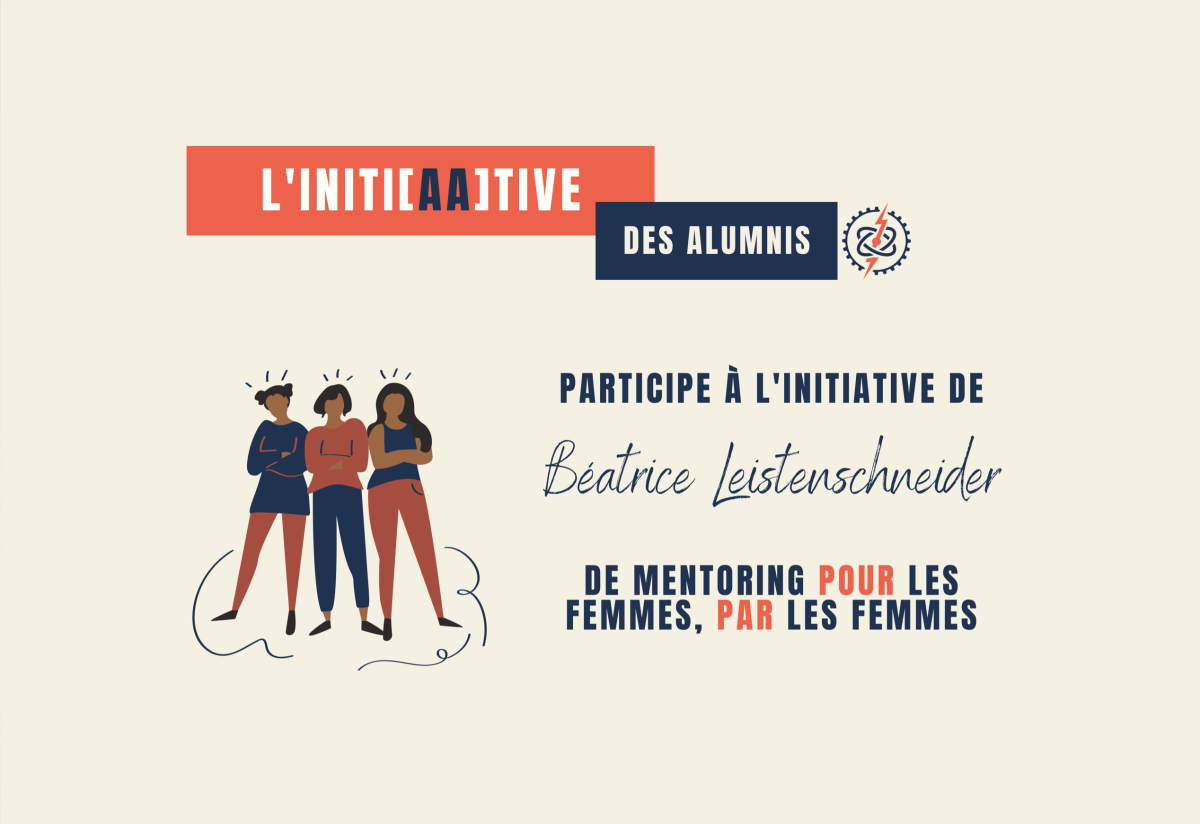 L'INITI[AA]TIVE
DES ALUMNIS
PARTICIPE À L'INITIATIVE DE
Béatrice Leistenschneider
DE MENTORING POUR LES
FEMMES, PAR LES FEMMES